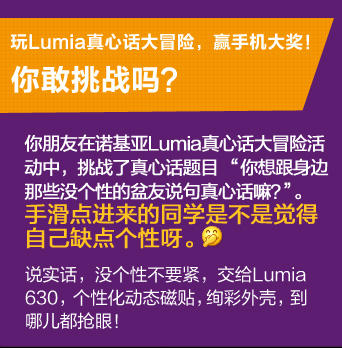 玩Lumia真心话大冒险，赢手机大奖！
你敢挑战吗？
你朋友在诺基亚Lumia真心话大冒险活
动中，挑战了真心话题目“你想跟身边
那些没个性的盆友说句真心话嘛？”。
手滑点进来的同学是不是觉得
自己缺点个性呀。
说实话，没个性不要紧，交给Lumia
630，个性化动态磁贴，绚彩外壳，到
哪儿都抢眼！